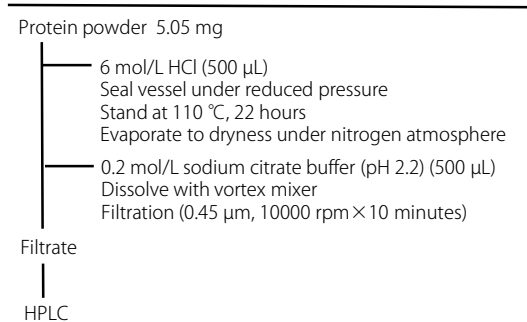 Protein powder 5.05 mg
6 mol/L HCl (500 μL)
Seal vessel under reduced pressure
Stand at 110 ℃, 22 hours
Evaporate to dryness under nitrogen atmosphere
0.2 mol/L sodium citrate buffer (pH 2.2) (500 μL)
Dissolve with vortex mixer
Filtration (0.45 μm, 10000 rpm×10 minutes)
Filtrate
HPLC